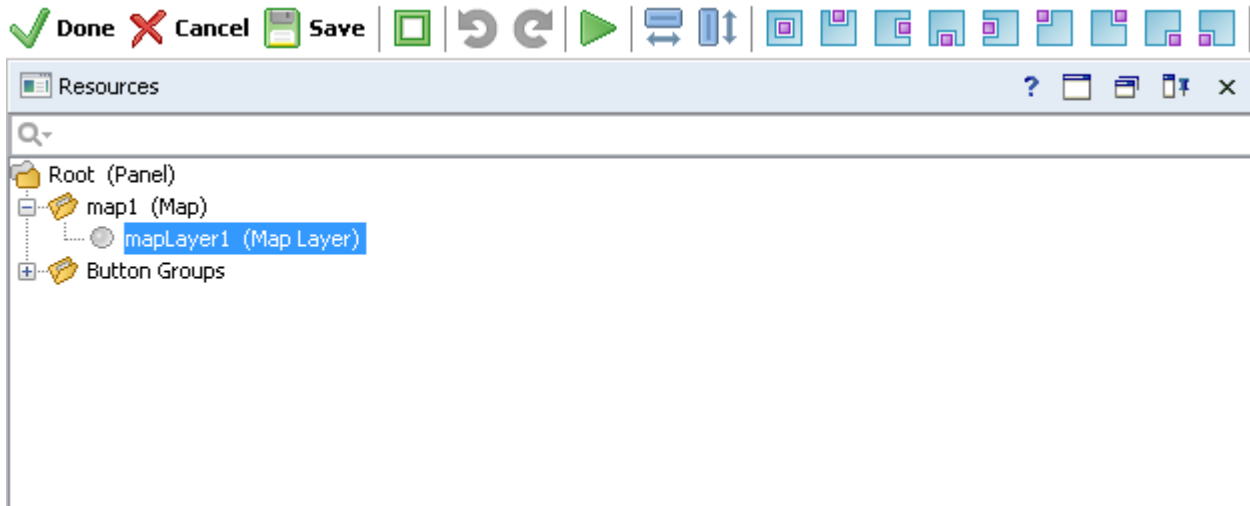 Done Cancel Save
Resources ?
Root (Panel)
map1 (Map)
mapLayer1 (Map Layer)
Button Groups